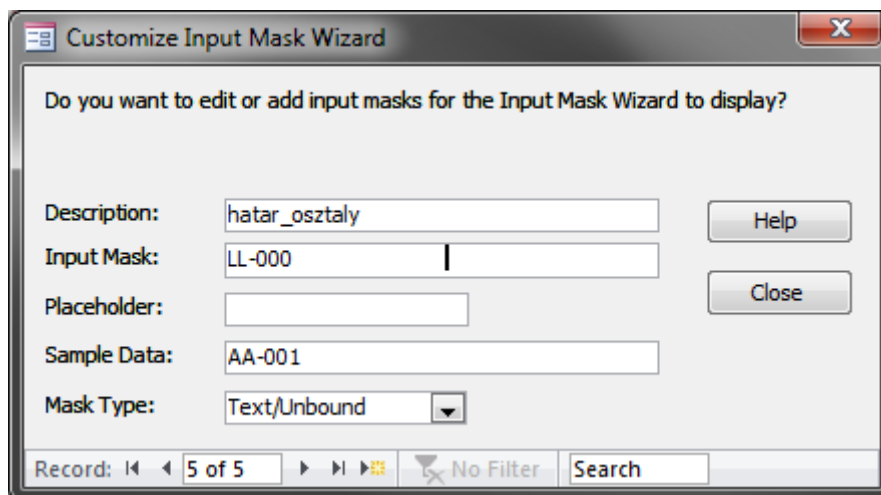 Customize Input Mask Wizard
Do you want to edit or add input masks for the Input Mask Wizard to display?
Description: hatar_osztaly Help
Input Mask: LL-000
Placeholder: Close
Sample Data: AA-001
Mask Type: Text/Unbound
Record: 5 of 5 No Filter Search